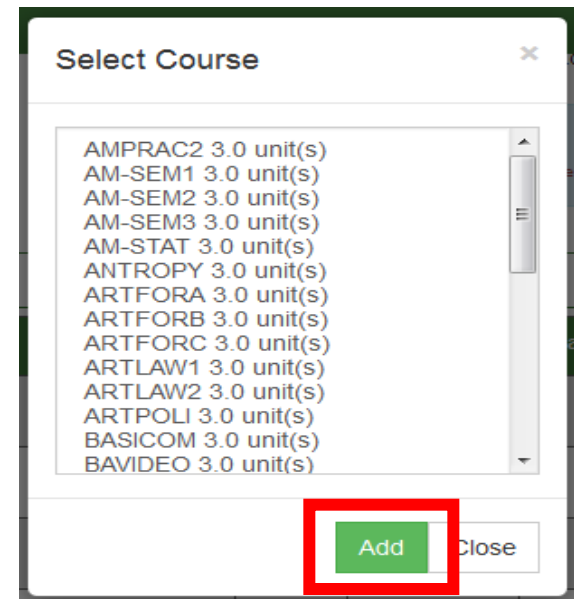 Select Course ×
AMPRAC2 3.0 unit(s)
AM-SEM1 3.0 unit(s)
AM-SEM2 3.0 unit(s)
AM-SEM3 3.0 unit(s)
AM-STAT 3.0 unit(s)
ANTROPY 3.0 unit(s)
ARTFORA 3.0 unit(s)
ARTFORB 3.0 unit(s)
ARTFORC 3.0 unit(s)
ARTLAW1 3.0 unit(s)
ARTLAW2 3.0 unit(s)
ARTPOLI 3.0 unit(s)
BASICOM 3.0 unit(s)
BAVIDEO 3.0 unit(s)
Add Close